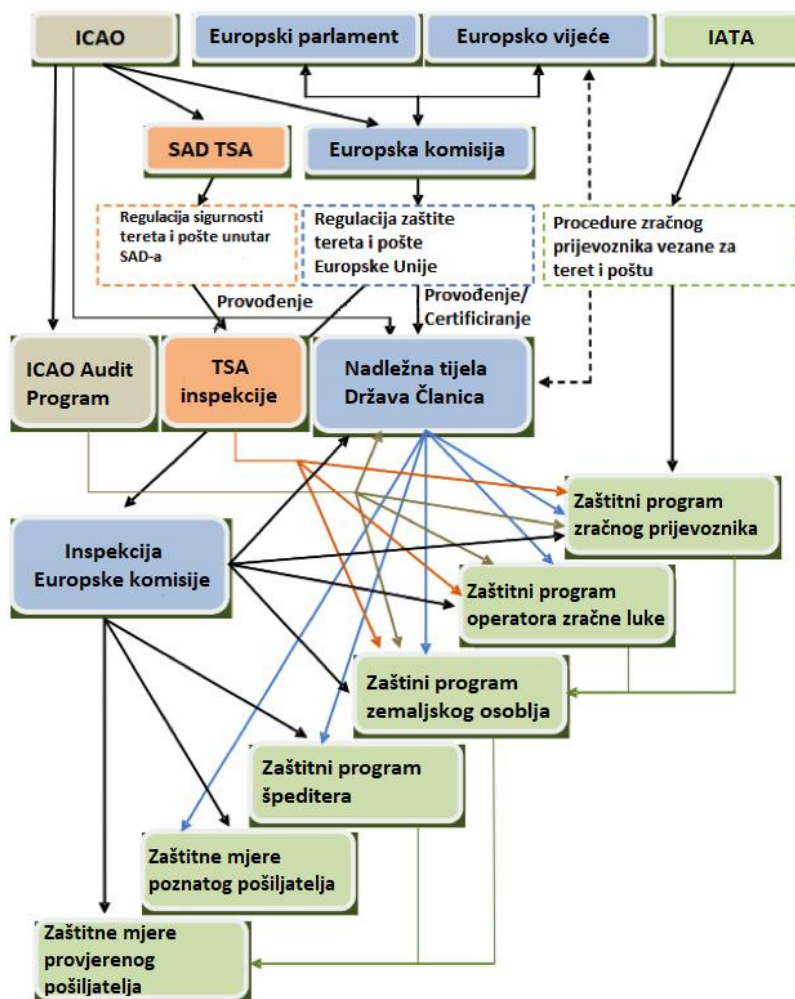 ICAO
Europski parlament
Europsko vijeće
IATA
SAD TSA
Europska komisija
Regulacija sigurnosti
tereta i pošte unutar
SAD-a
Regulacija zaštite
tereta i pošte
Europske Unije
Procedure zračnog
prijevoznika vezane za
teret i poštu
Provođenje
Provođenje/
Certificiranje
ICAO Audit
Program
TSA
inspekcije
Nadležna tijela
Država Članica
Zaštitni program
zračnog prijevoznika
Inspekcija
Europske komisije
Zaštitni program
operatora zračne luke
Zaštini program
zemaljskog osoblja
Zaštitni program
špeditera
Zaštitne mjere
poznatog pošiljatelja
Zaštitne mjere
provjerenog
pošiljatelja